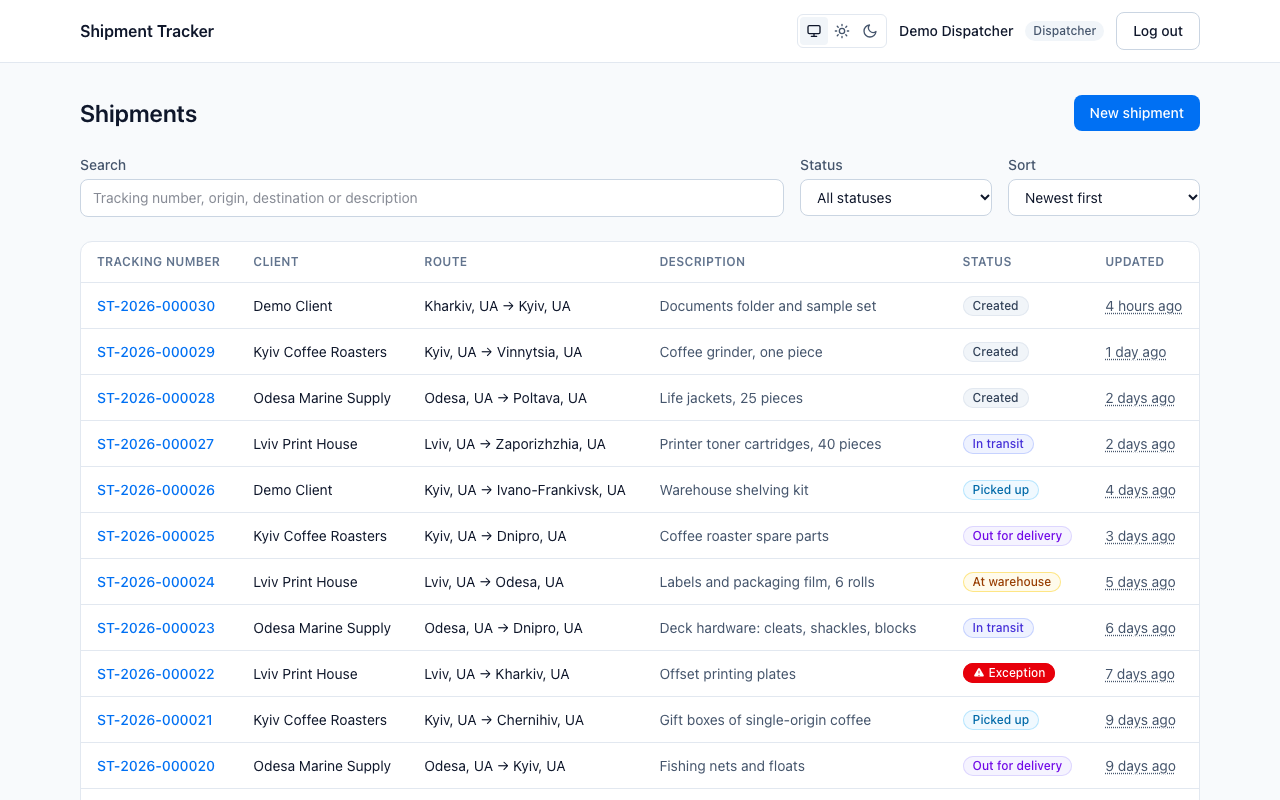 Shipment Tracker Demo Dispatcher Dispatcher Log out
Shipments New shipment
Search Status Sort
Tracking number, origin, destination or description All statuses Newest first
TRACKING NUMBER CLIENT ROUTE DESCRIPTION STATUS UPDATED
ST-2026-000030 Demo Client Kharkiv, UA → Kyiv, UA Documents folder and sample set Created 4 hours ago
ST-2026-000029 Kyiv Coffee Roasters Kyiv, UA → Vinnytsia, UA Coffee grinder, one piece Created 1 day ago
ST-2026-000028 Odesa Marine Supply Odesa, UA → Poltava, UA Life jackets, 25 pieces Created 2 days ago
ST-2026-000027 Lviv Print House Lviv, UA → Zaporizhzhia, UA Printer toner cartridges, 40 pieces In transit 2 days ago
ST-2026-000026 Demo Client Kyiv, UA → Ivano-Frankivsk, UA Warehouse shelving kit Picked up 4 days ago
ST-2026-000025 Kyiv Coffee Roasters Kyiv, UA → Dnipro, UA Coffee roaster spare parts Out for delivery 3 days ago
ST-2026-000024 Lviv Print House Lviv, UA → Odesa, UA Labels and packaging film, 6 rolls At warehouse 5 days ago
ST-2026-000023 Odesa Marine Supply Odesa, UA → Dnipro, UA Deck hardware: cleats, shackles, blocks In transit 6 days ago
ST-2026-000022 Lviv Print House Lviv, UA → Kharkiv, UA Offset printing plates Exception 7 days ago
ST-2026-000021 Kyiv Coffee Roasters Kyiv, UA → Chernihiv, UA Gift boxes of single-origin coffee Picked up 9 days ago
ST-2026-000020 Odesa Marine Supply Odesa, UA → Kyiv, UA Fishing nets and floats Out for delivery 9 days ago